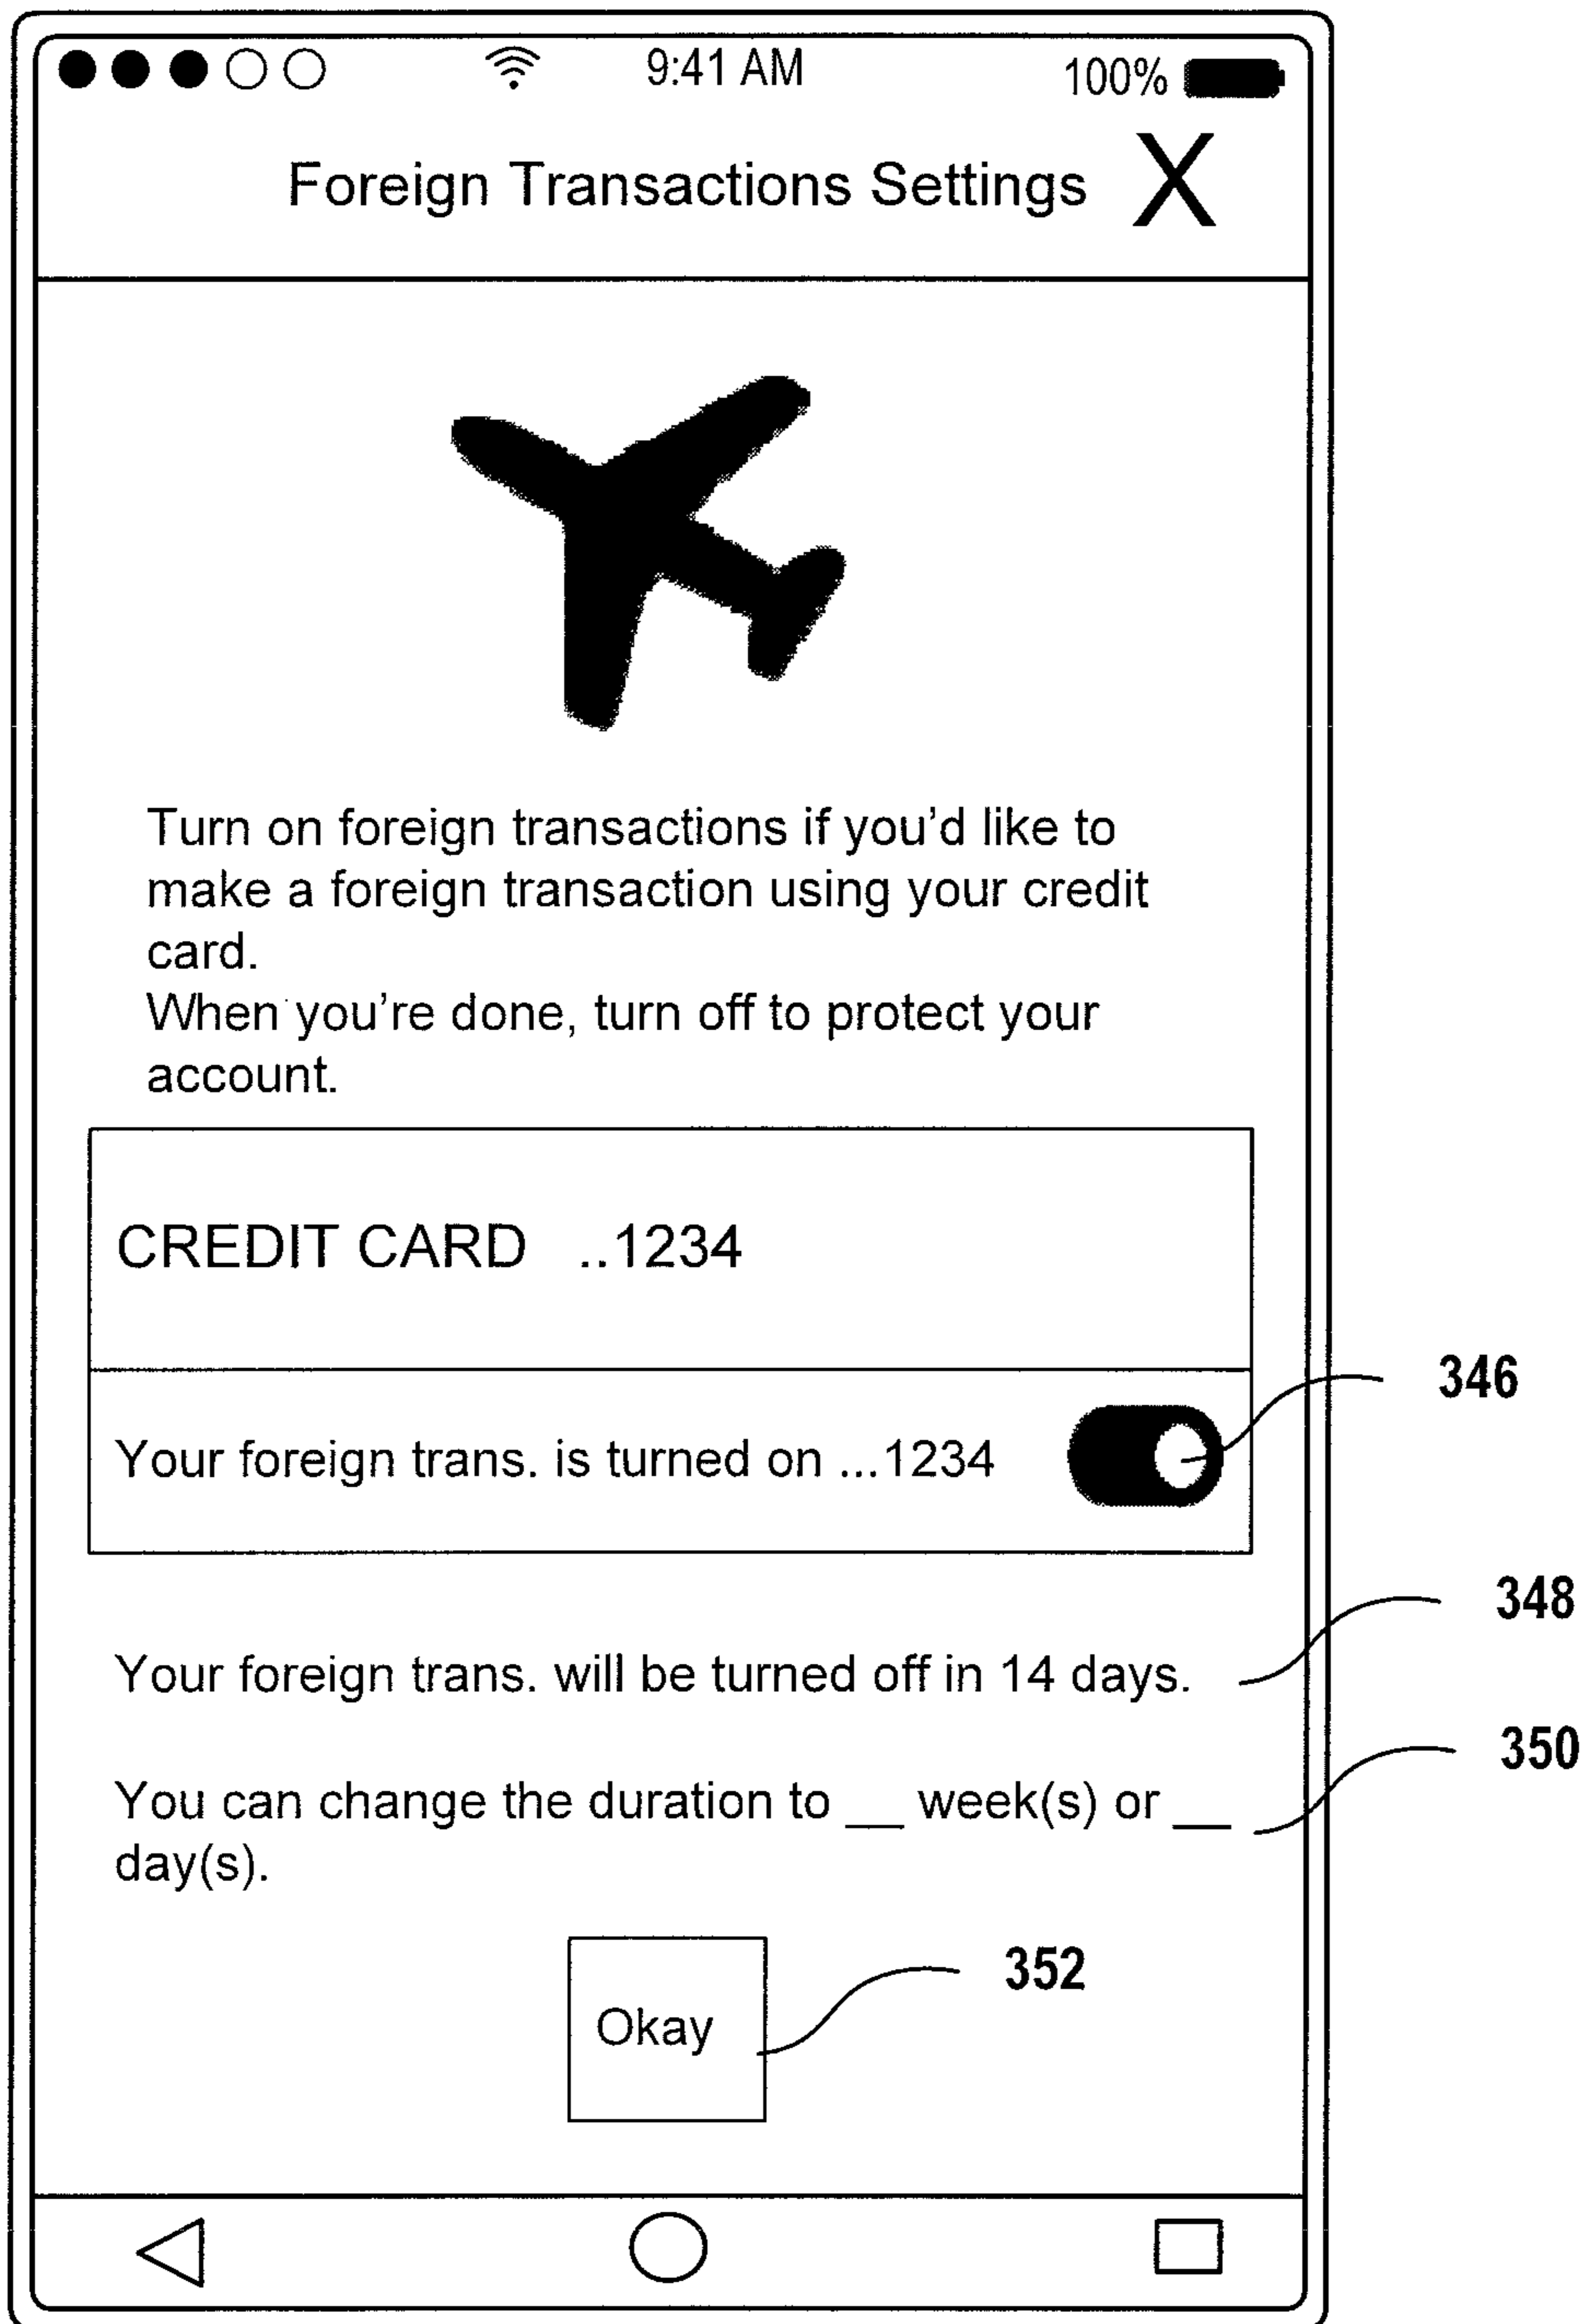 9:41 AM
100%
Foreign Transactions Settings X
Turn on foreign transactions if you'd like to
make a foreign transaction using your credit
card.
When you're done, turn off to protect your
account.
CREDIT CARD ..1234
346
Your foreign trans. is turned on ...1234
348
Your foreign trans. will be turned off in 14 days.
350
You can change the duration to __ week(s) or __
day(s).
352
Okay